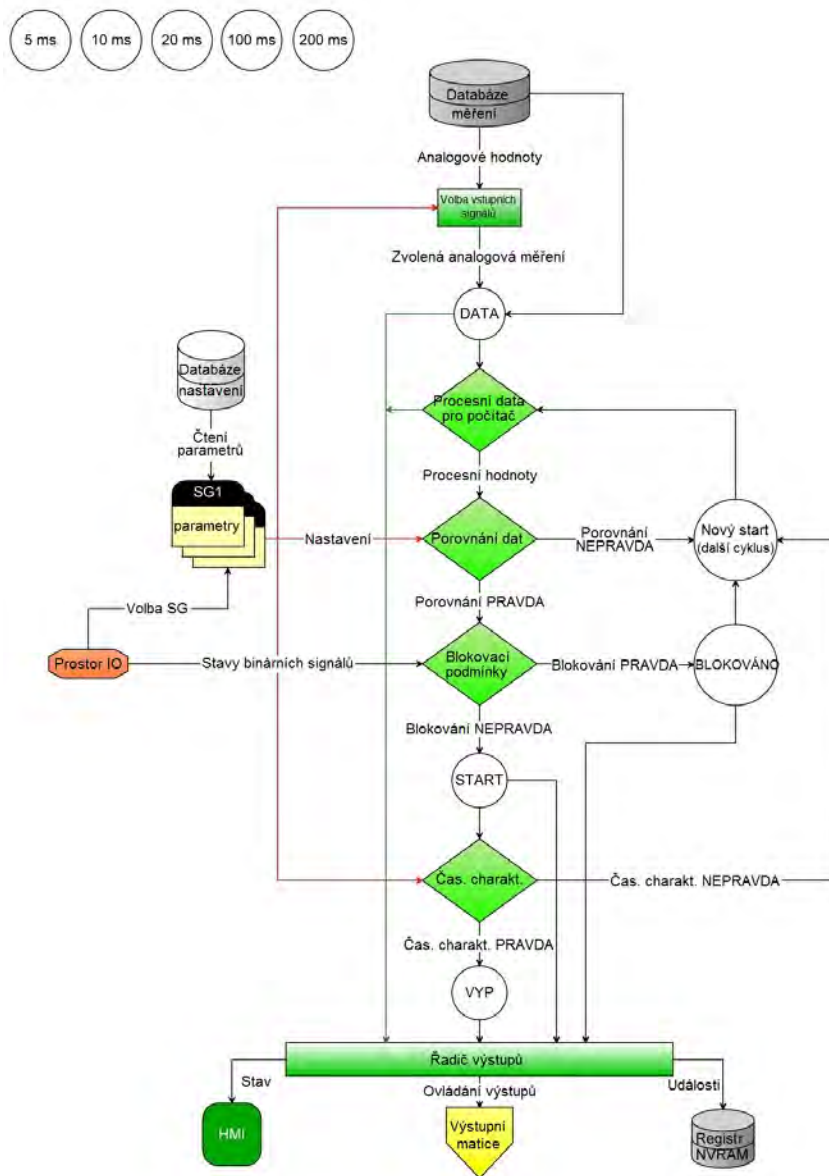 5 ms
10 ms
20 ms
100 ms
200 ms
Databáze
měření
Analogové hodnoty
Volba vstupních
signálů
Zvolená analogová měření
DATA
Databáze
nastavení
Procesní data
pro počítač
Čtení
parametrů
Procesní hodnoty
SG1
parametry
Nastavení
Porovnání dat
Porovnání
NEPRAVDA
Nový start
(další cyklus)
Porovnání PRAVDA
Volba SG
Prostor IO
Stavy binárních signálů
Blokovací
podmínky
Blokování PRAVDA
BLOKOVÁNO
Blokování NEPRAVDA
START
Čas. charakt.
Čas. charakt. NEPRAVDA
Čas. charakt. PRAVDA
VYP
Řadič výstupů
Stav
Ovládání výstupů
Události
HMI
Výstupní
matice
Registr
NVRAM